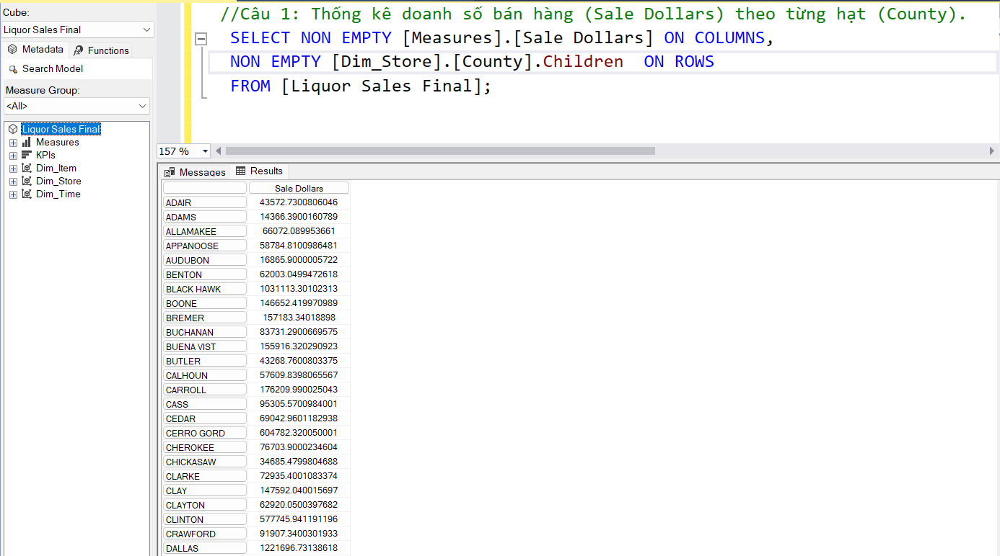 Cube:
Liquor Sales Final
Metadata
Functions
Search Model
Measure Group:
<All>
Liquor Sales Final
Measures
KPIs
Dim_Item
Dim_Store
Dim_Time
//Câu 1: Thống kê doanh số bán hàng (Sale Dollars) theo từng hạt (County).
SELECT NON EMPTY [Measures].[Sale Dollars] ON COLUMNS,
NON EMPTY [Dim_Store].[County].Children ON ROWS
FROM [Liquor Sales Final];
157 %
Messages
Results
Sale Dollars
ADAIR 43572.7300806046
ADAMS 14366.3900160789
ALLAMAKEE 66072.089953661
APPANOOSE 58784.8100986481
AUDUBON 16865.9000005722
BENTON 62003.0499472618
BLACK HAWK 1031113.30102313
BOONE 146652.419970989
BREMER 157183.34018898
BUCHANAN 83731.2900669575
BUENA VIST 155916.320290923
BUTLER 43268.7600803375
CALHOUN 57609.8398065567
CARROLL 176209.990025043
CASS 95305.5700984001
CEDAR 69042.9601182938
CERRO GORD 604782.320050001
CHEROKEE 76703.9000234604
CHICKASAW 34685.4799804688
CLARKE 72935.4001083374
CLAY 147592.040015697
CLAYTON 62920.0500397682
CLINTON 577745.941191196
CRAWFORD 91907.3400301933
DALLAS 1221696.73138618